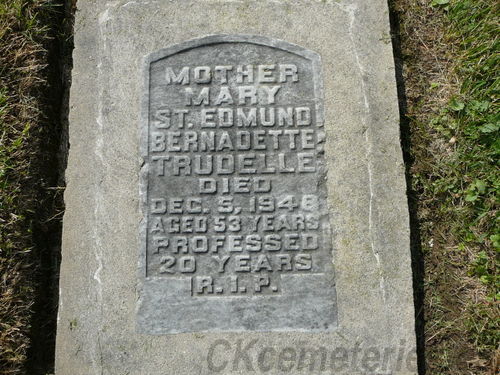 MOTHER
MARY
ST. EDMUND
BERNADETTE
TRUDELLE
DIED
DEC. 5, 1948
AGED 53 YEARS
PROFESSED
20 YEARS
R.I.P.
CKcemeteries